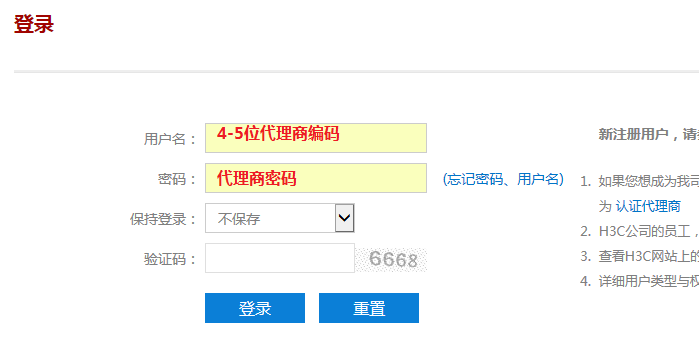 登录
用户名： 4-5位代理商编码
密码： 代理商密码 (忘记密码、用户名)
保持登录： 不保存
验证码： 6668
登录 重置
新注册用户，请
1. 如果您想成为我司
为 认证代理商
2. H3C公司的员工，
3. 查看H3C网站上的
4. 详细用户类型与权